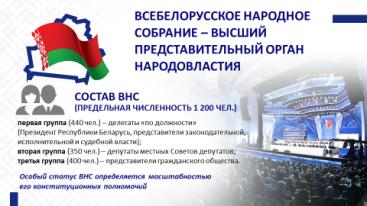 ВСЕБЕЛОРУССКОЕ НАРОДНОЕ
СОБРАНИЕ – ВЫСШИЙ
ПРЕДСТАВИТЕЛЬНЫЙ ОРГАН
НАРОДОВЛАСТИЯ
СОСТАВ ВНС
(ПРЕДЕЛЬНАЯ ЧИСЛЕННОСТЬ 1 200 ЧЕЛ.)
первая группа (440 чел.) – делегаты «по должности»
(Президент Республики Беларусь, представители законодательной,
исполнительной и судебной власти);
вторая группа (350 чел.) – депутаты местных Советов депутатов;
третья группа (400 чел.) – представители гражданского общества.
Особый статус ВНС определяется масштабностью
его конституционных полномочий